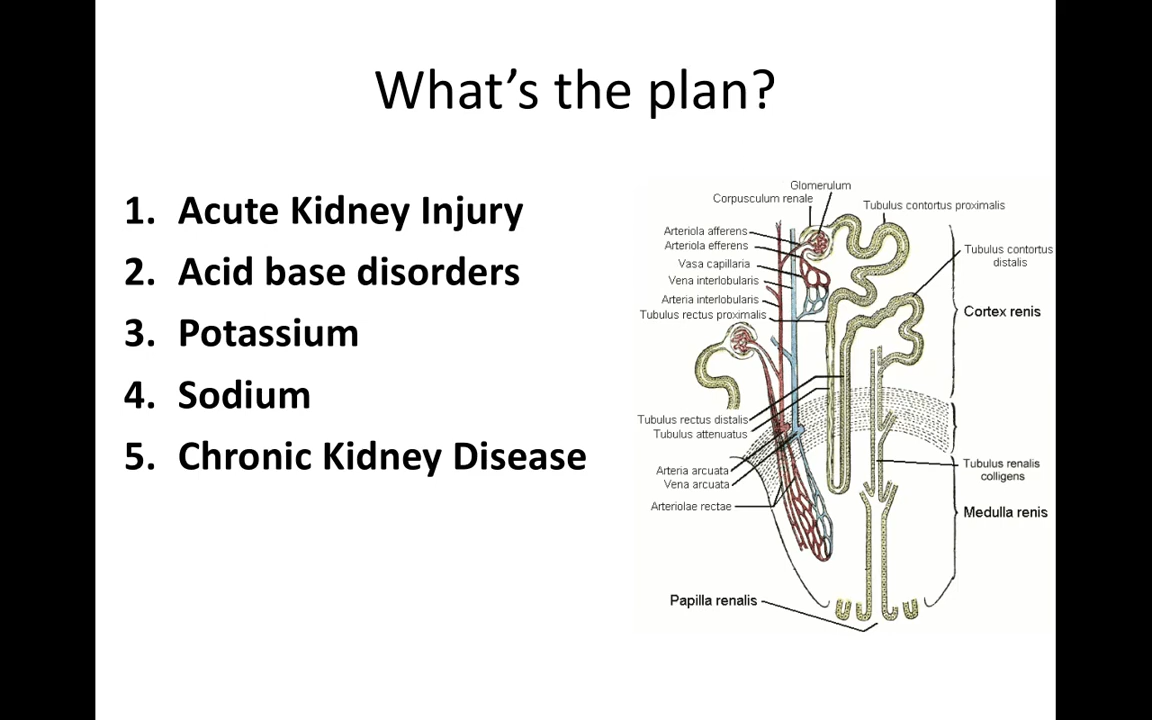 What's the plan?
1. Acute Kidney Injury
2. Acid base disorders
3. Potassium
4. Sodium
5. Chronic Kidney Disease
Glomerulum
Corpusculum renale
Tubulus contortus proximalis
Arteriola afferens
Arteriola efferens
Vasa capillaria
Vena interlobularis
Arteria interlobularis
Tubulus rectus proximalis
Tubulus contortus
distalis
Cortex renis
Tubulus rectus distalis
Tubulus attenuatus
Arteria arcuata
Vena arcuata
Arteriolae rectae
Tubulus renalis
colligens
Medulla renis
Papilla renalis